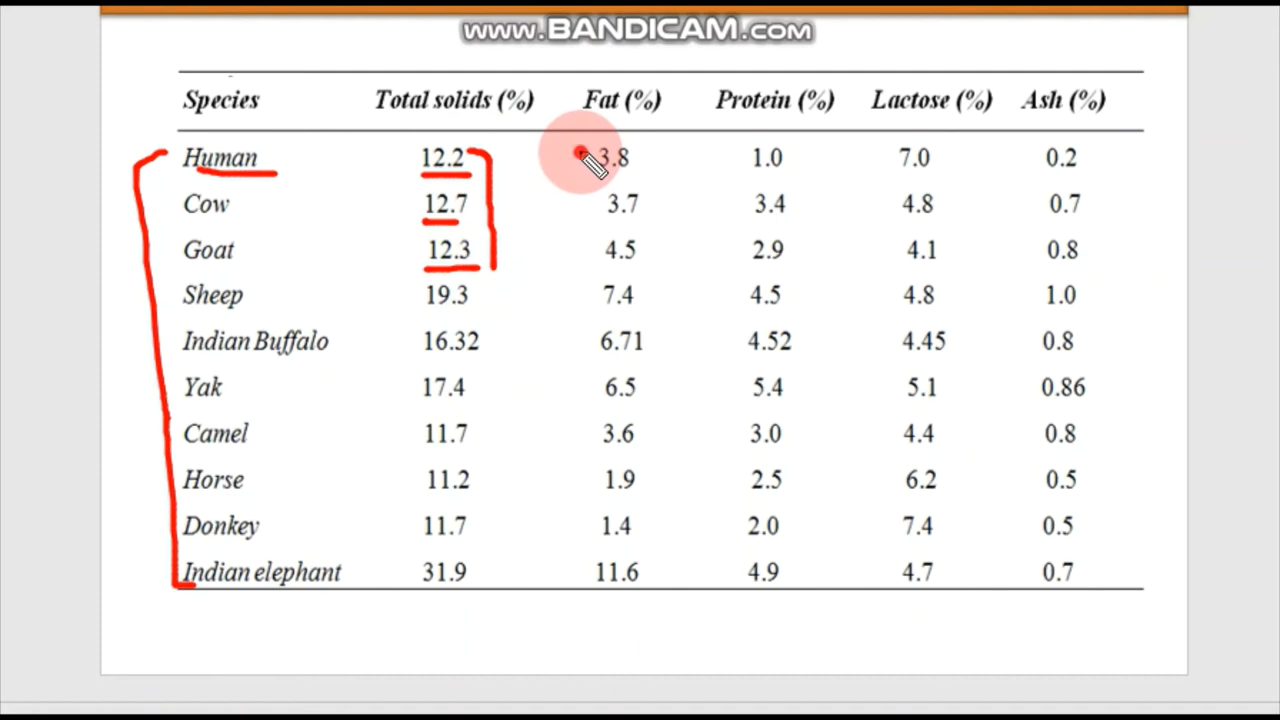 www.BANDICAM.com
Species Total solids (%) Fat (%) Protein (%) Lactose (%) Ash (%)
Human 12.2 3.8 1.0 7.0 0.2
Cow 12.7 3.7 3.4 4.8 0.7
Goat 12.3 4.5 2.9 4.1 0.8
Sheep 19.3 7.4 4.5 4.8 1.0
Indian Buffalo 16.32 6.71 4.52 4.45 0.8
Yak 17.4 6.5 5.4 5.1 0.86
Camel 11.7 3.6 3.0 4.4 0.8
Horse 11.2 1.9 2.5 6.2 0.5
Donkey 11.7 1.4 2.0 7.4 0.5
Indian elephant 31.9 11.6 4.9 4.7 0.7